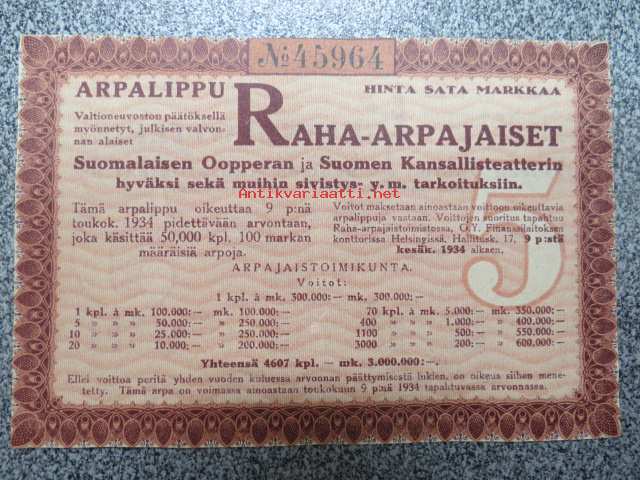 №45964
ARPALIPPU
HINTA SATA MARKKAA
Valtioneuvoston päätöksellä
myönnetyt, julkisen valvon-
nan alaiset
RAHA-ARPAJAISET
Suomalaisen Oopperan ja Suomen Kansallisteatterin
hyväksi sekä muihin sivistys- y.m. tarkoituksiin.
Antikvariaatti.net
Tämä arpalippu oikeuttaa 9 p:nä
toukok. 1934 pidettävään arvontaan,
joka käsittää 50,000 kpl. 100 markan
määräisiä arpoja.
Voitot maksetaan ainoastaan voittoon oikeuttavia
arpalippuja vastaan. Voittojen suoritus tapahtuu
Raha-arpajaistoimistossa, O.Y. Finanssilaitoksen
konttorissa Helsingissä, Hallitusk. 17, 9 p:stä
kesäk. 1934 alkaen.
5
ARPAJAISTOIMIKUNTA.
Voitot:
1 kpl. à mk. 300.000:— mk. 300.000:—
1 kpl. à mk. 100.000:— mk. 100.000:—
5 » » » 50.000:— » 250.000:—
10 » » » 25.000:— » 250.000:—
20 » » » 10.000:— » 200.000:—
70 kpl. à mk. 5.000:— mk. 350.000:—
400 » » » 1.000:— » 400.000:—
1100 » » » 500:— » 550.000:—
3000 » » » 200:— » 600.000:—
Yhteensä 4607 kpl. — mk. 3.000.000:—.
Ellei voittoa peritä yhden vuoden kuluessa arvonnan päättymisestä lukien, on oikeus siihen mene-
tetty. Tämä arpa on voimassa ainoastaan toukokuun 9 p:nä 1934 tapahtuvassa arvonnassa.